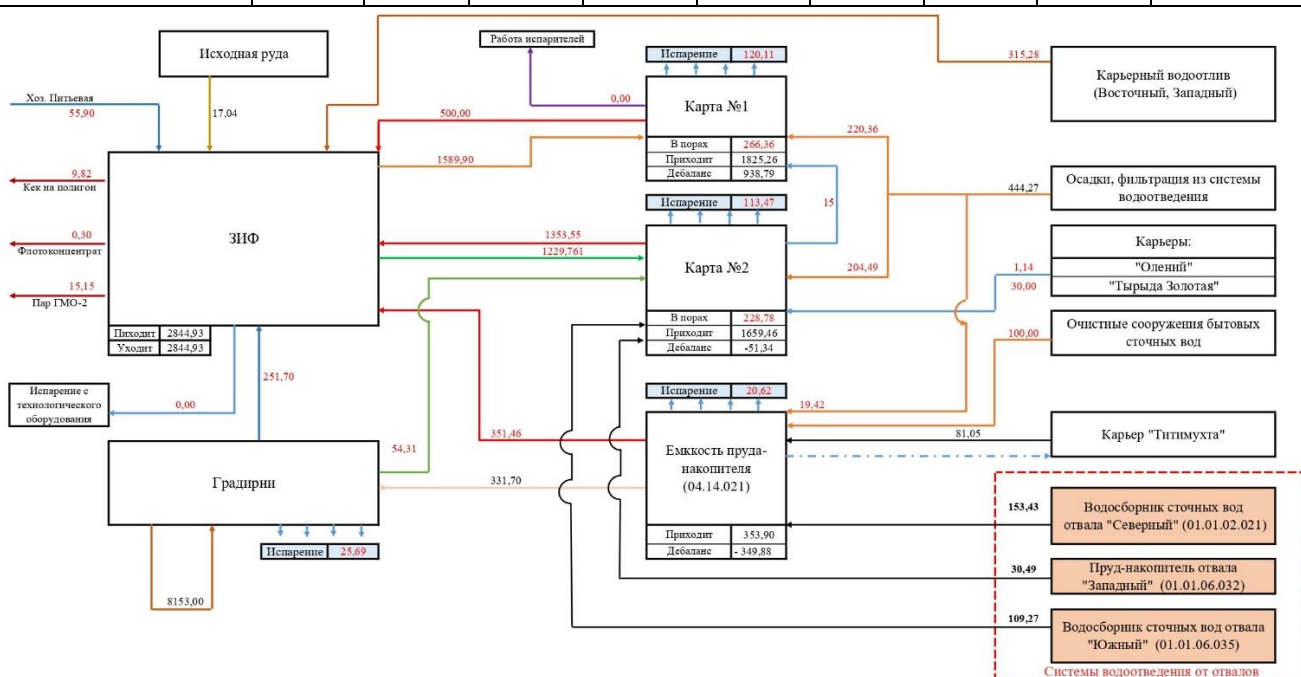 Работа испарителей
Испарение 120,11
Исходная руда
315,28
Карьерный водоотлив
(Восточный, Западный)
Хоз. Питьевая
55,90
17,04
0,00
500,00
Карта №1
220,36
1589,90
В порах 266,36
Приходит 1825,26
Дебаланс 938,79
9,82
Кек на полигон
444,27
Осадки, фильтрация из системы
водоотведения
Испарение 113,47
15
ЗИФ
0,30
Флотоконцентрат
1353,55
1229,761
Карта №2
204,49
Карьеры:
1,14
"Олений"
30,00
"Тырыда Золотая"
15,15
Пар ГМО-2
В порах 228,78
Приходит 1659,46
Дебаланс -51,34
Пиходит 2844,93
Уходит 2844,93
100,00
Очистные сооружения бытовых
сточных вод
251,70
Испарение с
технологического
оборудования
0,00
Испарение 20,62
19,42
54,31
351,46
81,05
Карьер "Титимухта"
Емккость пруда-
накопителя
(04.14.021)
Градирни
331,70
153,43
Водосборник сточных вод
отвала "Северный" (01.01.02.021)
Приходит 353,90
Дебаланс - 349,88
Испарение 25,69
30,49
Пруд-накопитель отвала
"Западный" (01.01.06.032)
8153,00
109,27
Водосборник сточных вод отвала
"Южный" (01.01.06.035)
Системы водоотведения от отвалов